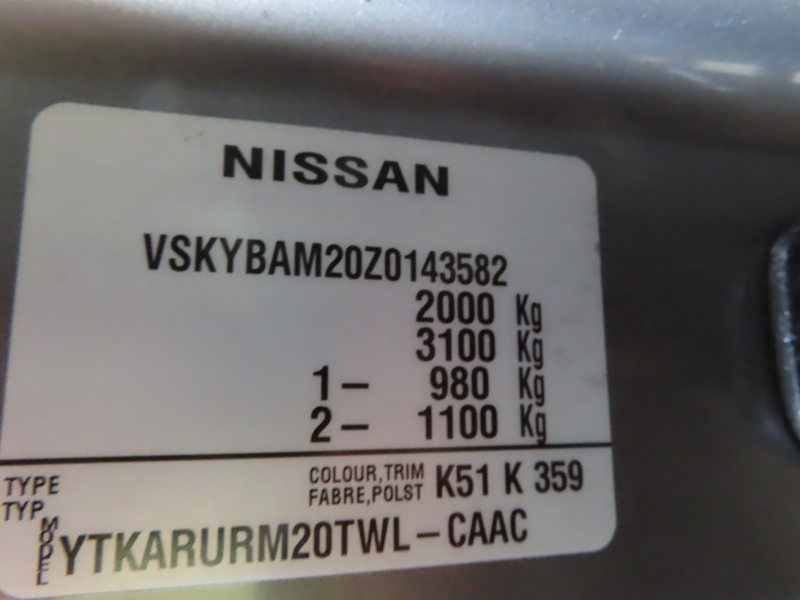 NISSAN
VSKYBAM20Z0143582
2000 Kg
3100 Kg
1 – 980 Kg
2 – 1100 Kg
TYPE
TYP
COLOUR,TRIM
FABRE,POLST
K51 K 359
MODEL
YTKARURM20TWL – CAAC